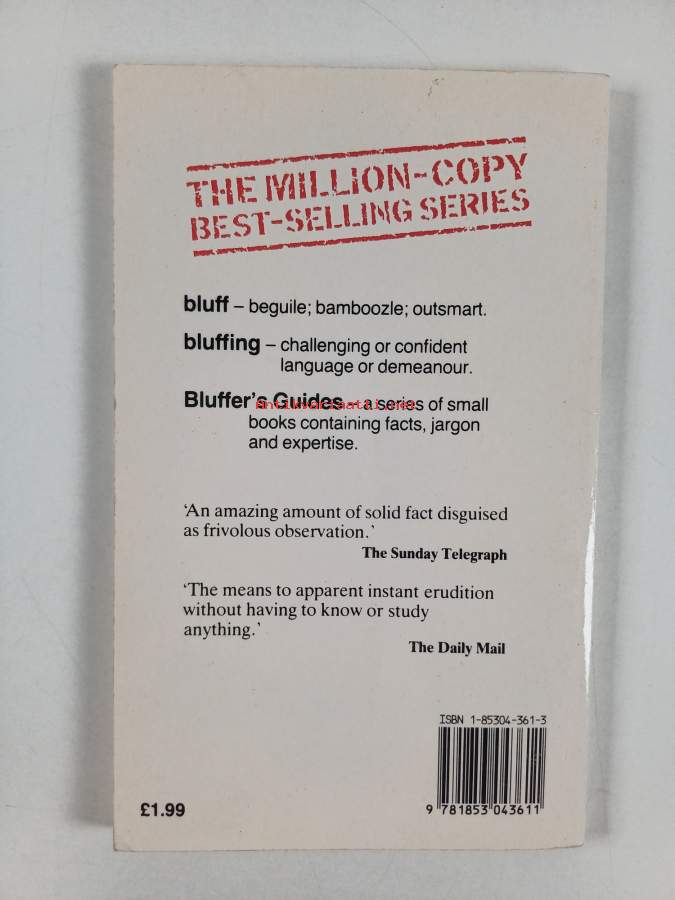 THE MILLION-COPY
BEST-SELLING SERIES
bluff – beguile; bamboozle; outsmart.
bluffing – challenging or confident
language or demeanour.
Bluffer's Guides – a series of small
antikvariaatti.net
books containing facts, jargon
and expertise.
'An amazing amount of solid fact disguised
as frivolous observation.'
The Sunday Telegraph
'The means to apparent instant erudition
without having to know or study
anything.'
The Daily Mail
ISBN 1-85304-361-3
9 781853 043611
£1.99